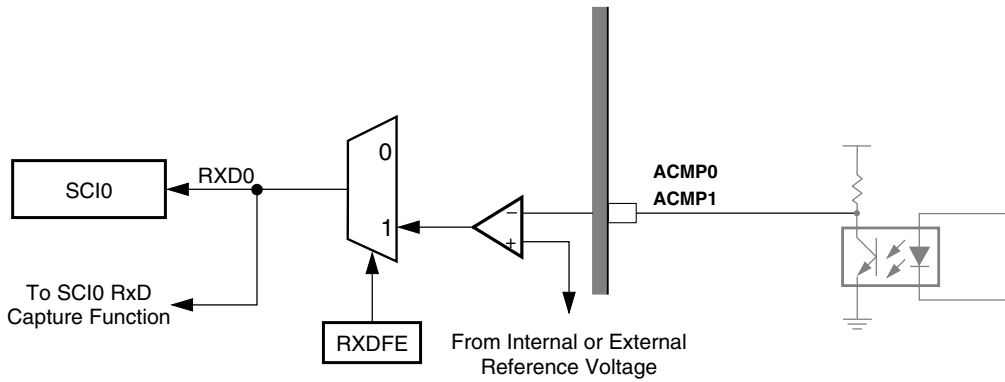 0
ACMP0
RXD0
ACMP1
SCI0
1
−
+
To SCI0 RxD
Capture Function
RXDFE
From Internal or External
Reference Voltage